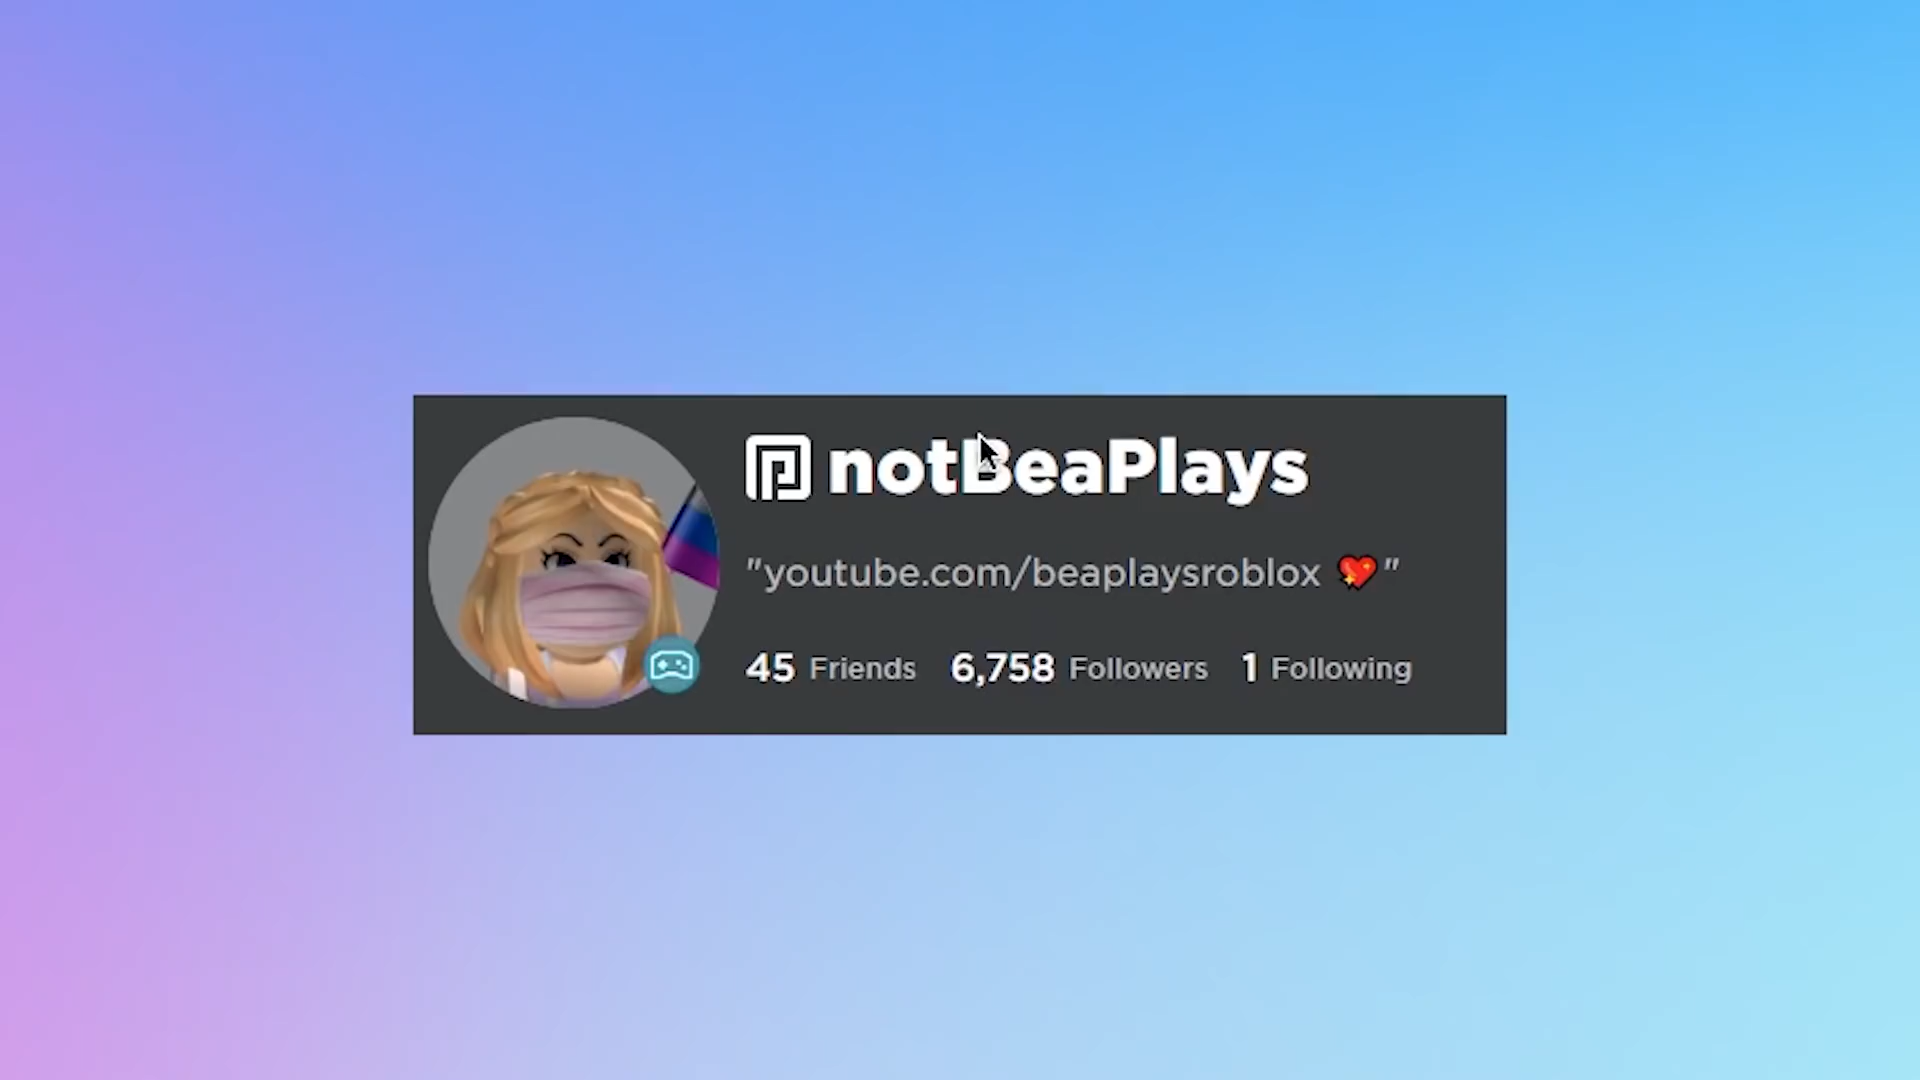 notBeaPlays
"youtube.com/beaplaysroblox 💖"
45 Friends 6,758 Followers 1 Following